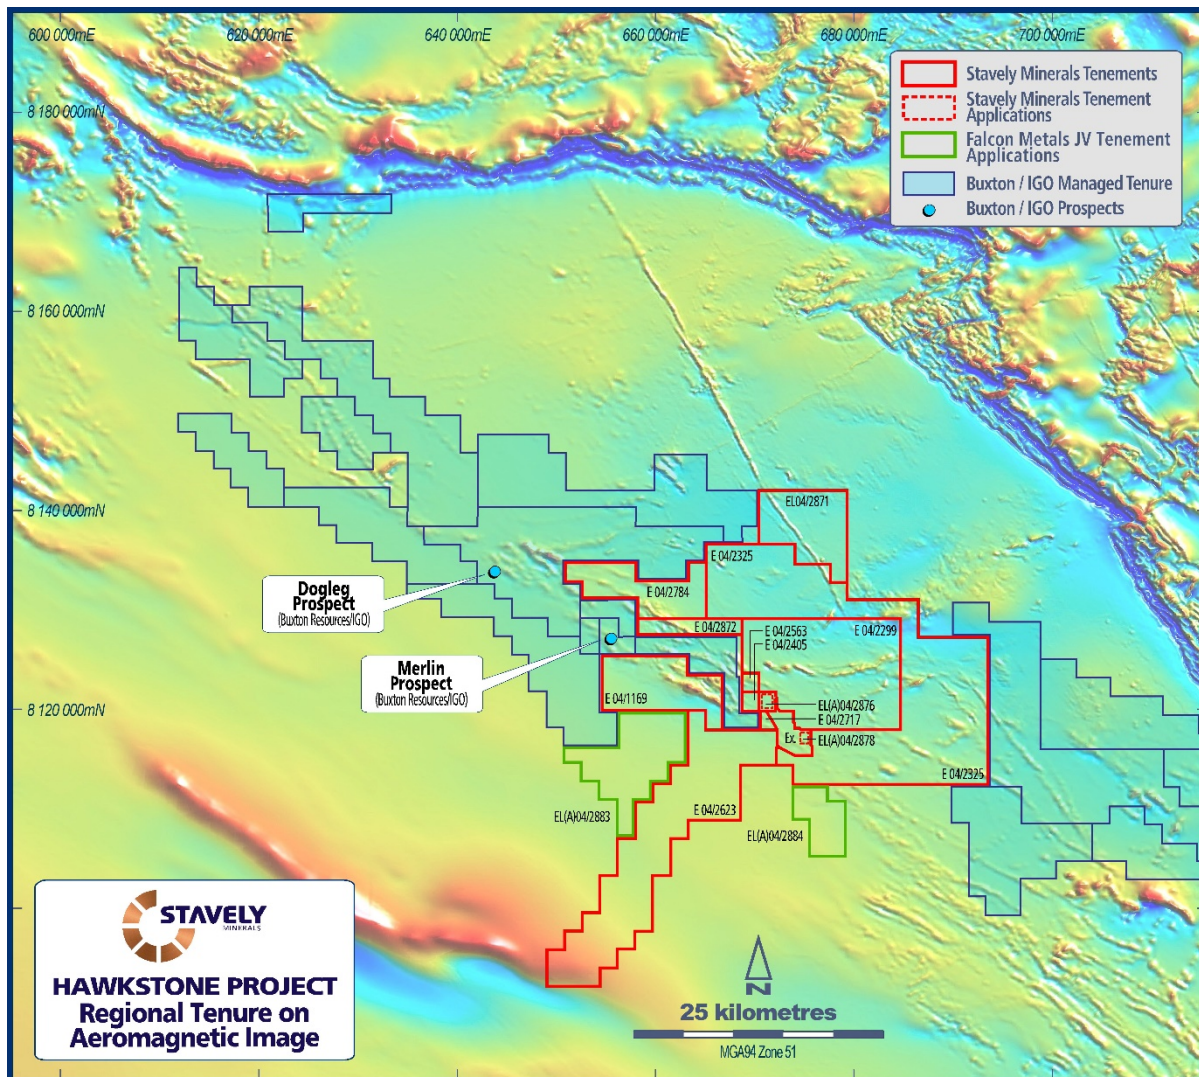 600 000mE
620 000mE
640 000mE
660 000mE
680 000mE
700 000mE
Stavely Minerals Tenements
Stavely Minerals Tenement
Applications
Falcon Metals JV Tenement
Applications
Buxton / IGO Managed Tenure
Buxton / IGO Prospects
8 180 000mN
8 160 000mN
8 140 000mN
8 120 000mN
EL04/2871
E 04/2325
E 04/2784
E 04/2872
E 04/2563
E 04/2405
E 04/2299
Dogleg
Prospect
(Buxton Resources/IGO)
Merlin
Prospect
(Buxton Resources/IGO)
E 04/1169
EL(A)04/2876
E 04/2717
Ex.
EL(A)04/2878
E 04/2325
E 04/2623
EL(A)04/2883
EL(A)04/2884
STAVELY
MINERALS
HAWKSTONE PROJECT
Regional Tenure on
Aeromagnetic Image
N
25 kilometres
MGA94 Zone 51